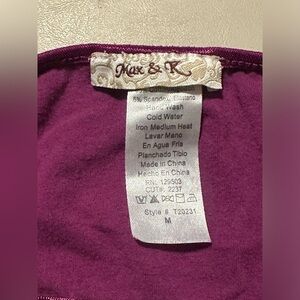 Max & K
5% Spandex, Elastano
Hand Wash
Cold Water
Iron Medium Heat
Lavar Mano
En Agua Fria
Planchado Tibio
Made in China
Hecho En China
RN: 129503
CUT#: 2237
Style # T20231
M